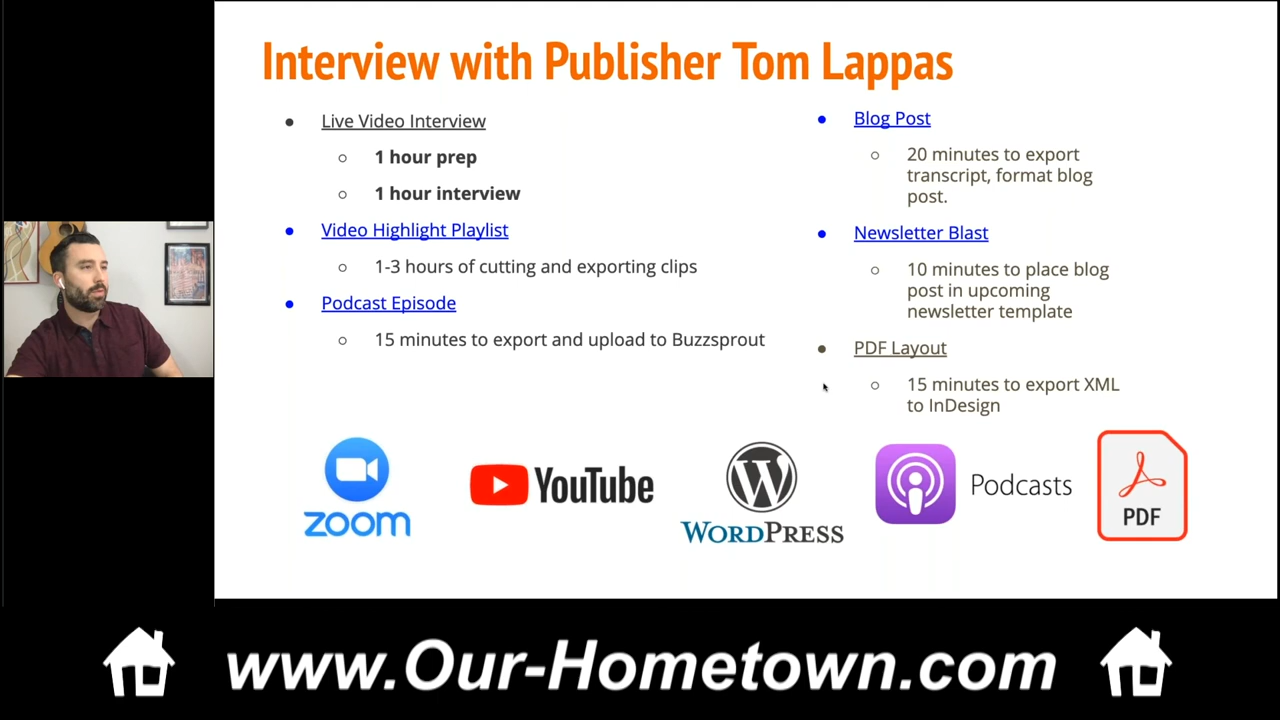 Interview with Publisher Tom Lappas
Live Video Interview
1 hour prep
1 hour interview
Video Highlight Playlist
1-3 hours of cutting and exporting clips
Podcast Episode
15 minutes to export and upload to Buzzsprout
Blog Post
20 minutes to export
transcript, format blog
post.
Newsletter Blast
10 minutes to place blog
post in upcoming
newsletter template
PDF Layout
15 minutes to export XML
to InDesign
zoom
YouTube
WORDPRESS
Podcasts
PDF
www.Our-Hometown.com